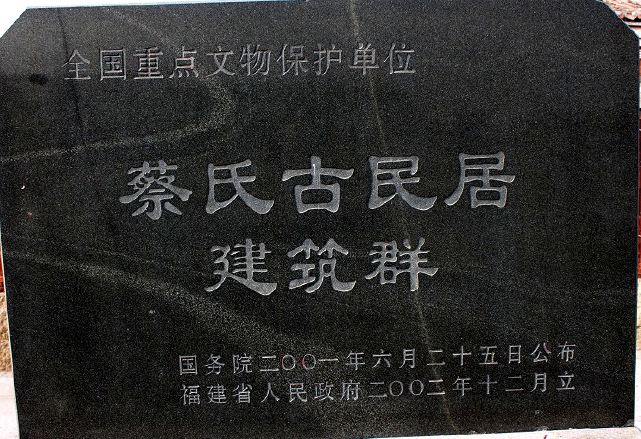 全国重点文物保护单位
蔡氏古民居
建筑群
国务院二〇〇一年六月二十五日公布
福建省人民政府二〇〇二年十二月立